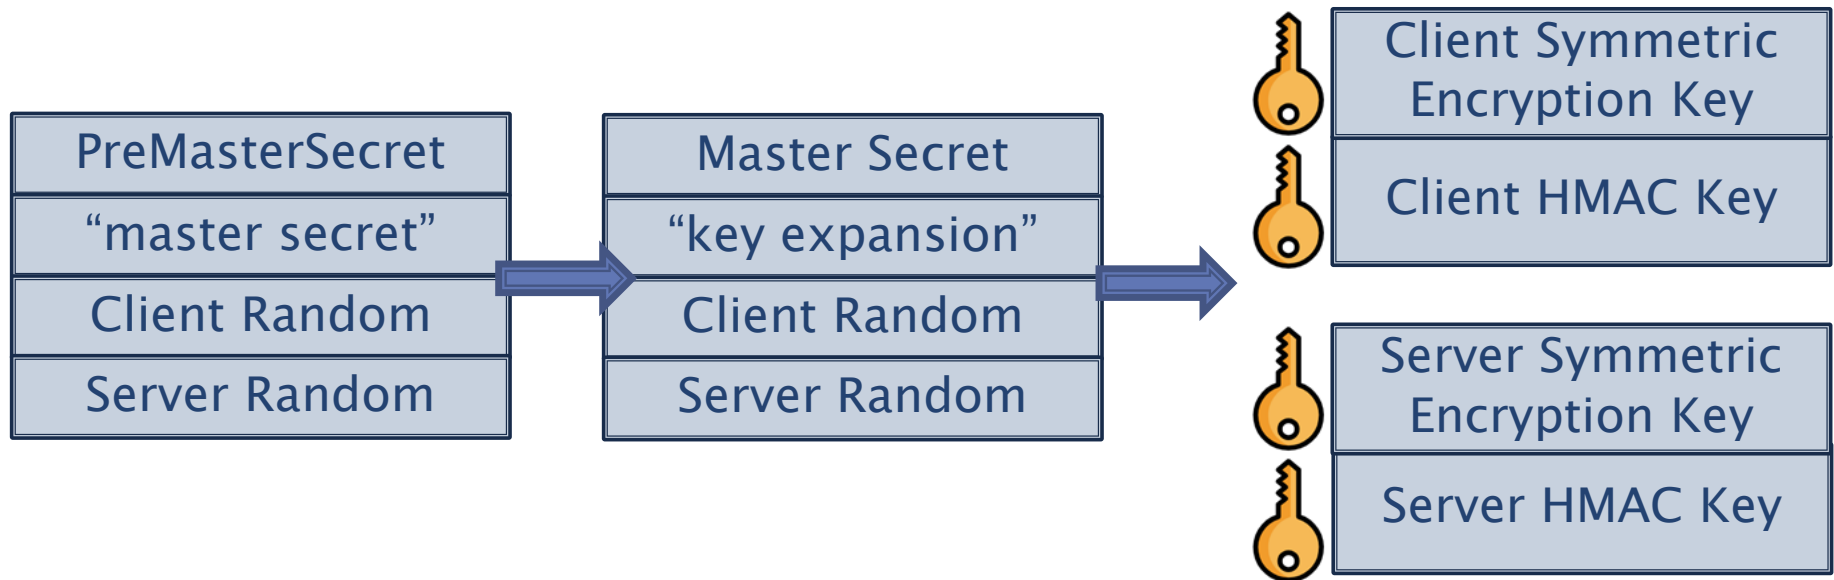 PreMasterSecret
“master secret”
Client Random
Server Random
Master Secret
“key expansion”
Client Random
Server Random
Client Symmetric
Encryption Key
Client HMAC Key
Server Symmetric
Encryption Key
Server HMAC Key